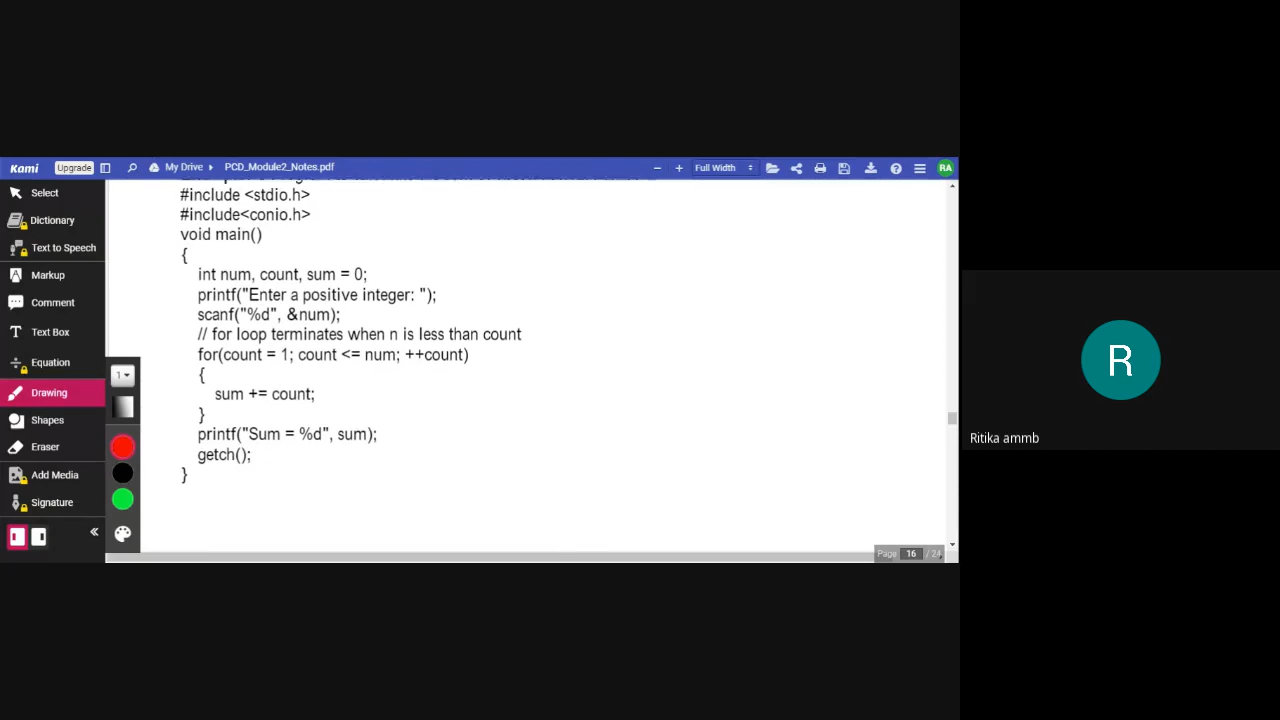 Kami
Upgrade
My Drive
PCD_Module2_Notes.pdf
Full Width
RA
Select
Dictionary
Text to Speech
Markup
Comment
Text Box
Equation
Drawing
Shapes
Eraser
Add Media
Signature
1
#include <stdio.h>
#include<conio.h>
void main()
{
int num, count, sum = 0;
printf("Enter a positive integer: ");
scanf("%d", &num);
// for loop terminates when n is less than count
for(count = 1; count <= num; ++count)
{
sum += count;
}
printf("Sum = %d", sum);
getch();
}
Page 16 / 24
R
Ritika ammb